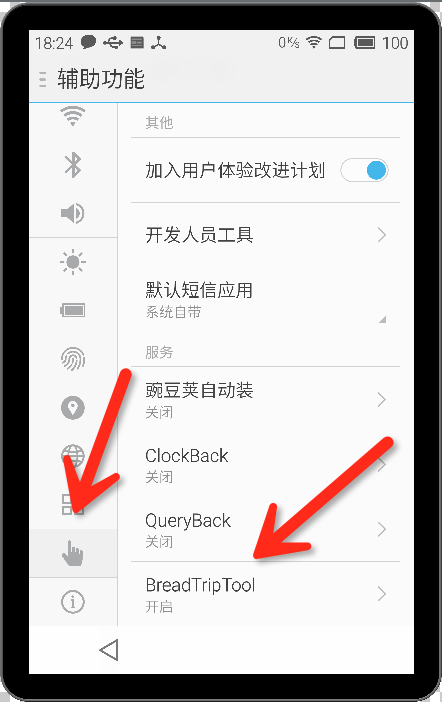 18:24 0K/s 100
辅助功能
其他
加入用户体验改进计划
开发人员工具
默认短信应用
系统自带
服务
豌豆荚自动装
关闭
ClockBack
关闭
QueryBack
关闭
BreadTripTool
开启